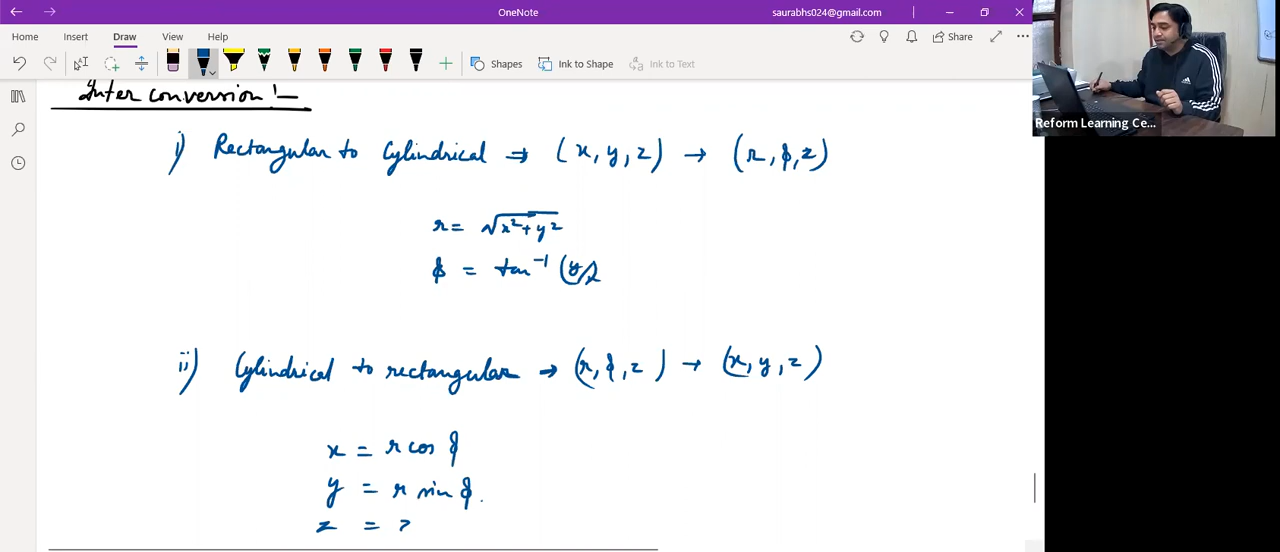 OneNote
saurabhs024@gmail.com
Home Insert Draw View Help
Share
Shapes Ink to Shape Ink to Text
Reform Learning Ce...
Inter conversion :-
i) Rectangular to Cylindrical ⇒ (x, y, z) → (r, ϕ, z)
r = √x²+y²
ϕ = tan⁻¹ (y/x
ii) Cylindrical to rectangular → (r, ϕ, z) → (x, y, z)
x = r cos ϕ
y = r sin ϕ.
z =